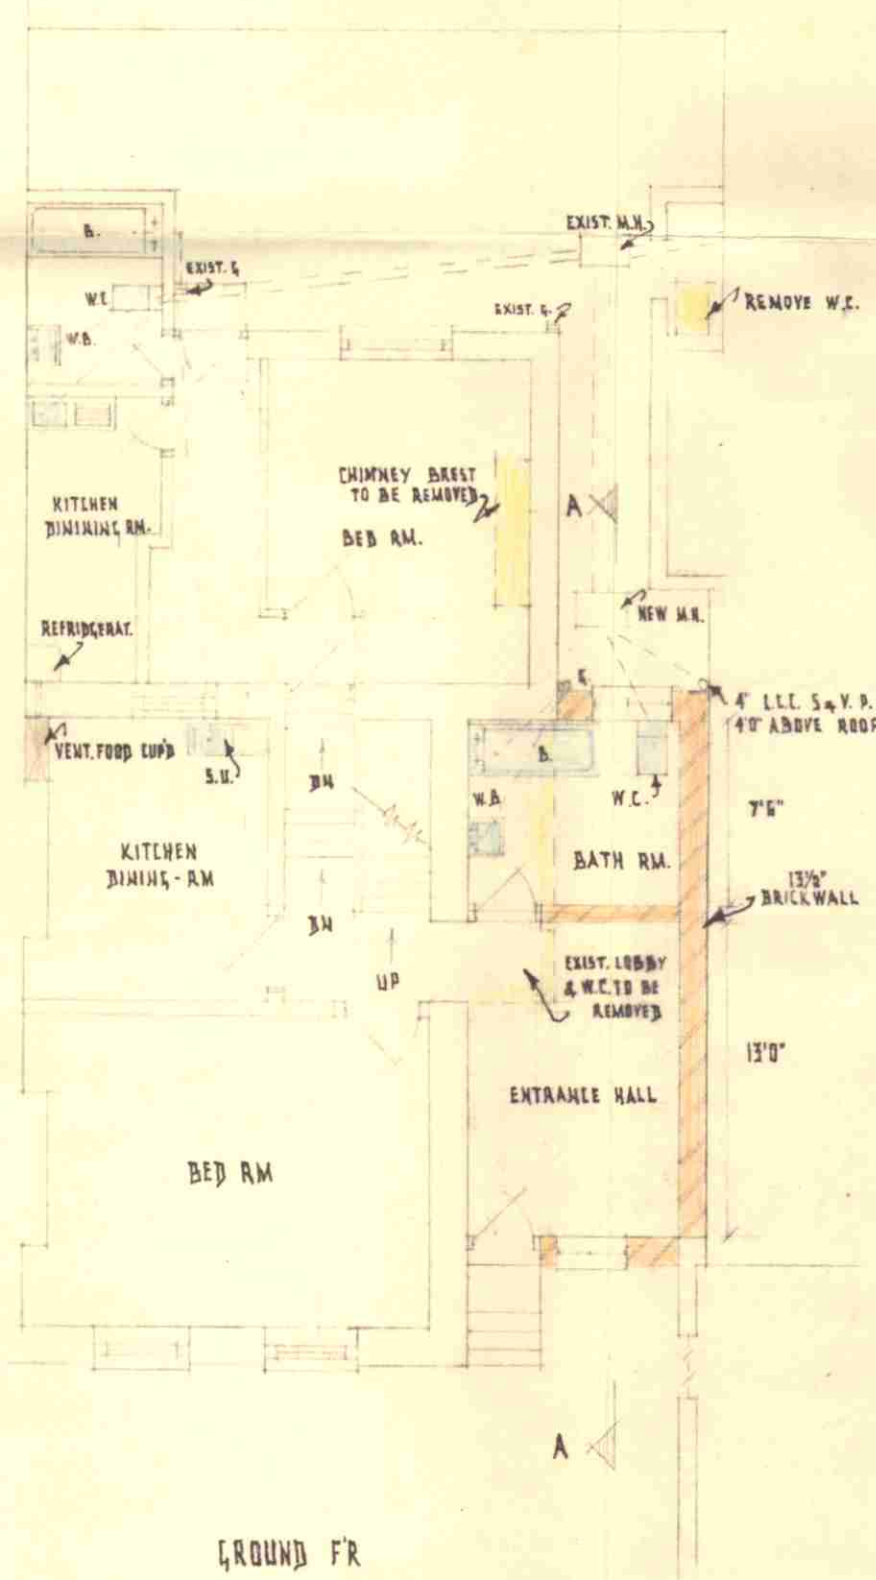 B.
EXIST. M.H.
EXIST. G
W.C
EXIST. G.
REMOVE W.C.
W.B.
CHIMNEY BREST
TO BE REMOVED
KITCHEN
DINIHING RM.
A
BED RM.
NEW M.H.
REFRIDGERAT.
G.
4" L.C.C. S & V. P.
4'0" ABOVE ROOF
VENT. FOOD CUP'D
S.U.
DN
B.
W.B.
W.C.
7'6"
KITCHEN
DINING-RM
BATH RM.
13½"
BRICKWALL
DN
UP
EXIST. LOBBY
& W.C. TO BE
REMOVED
13'0"
ENTRANCE HALL
BED RM
A
GROUND F'R